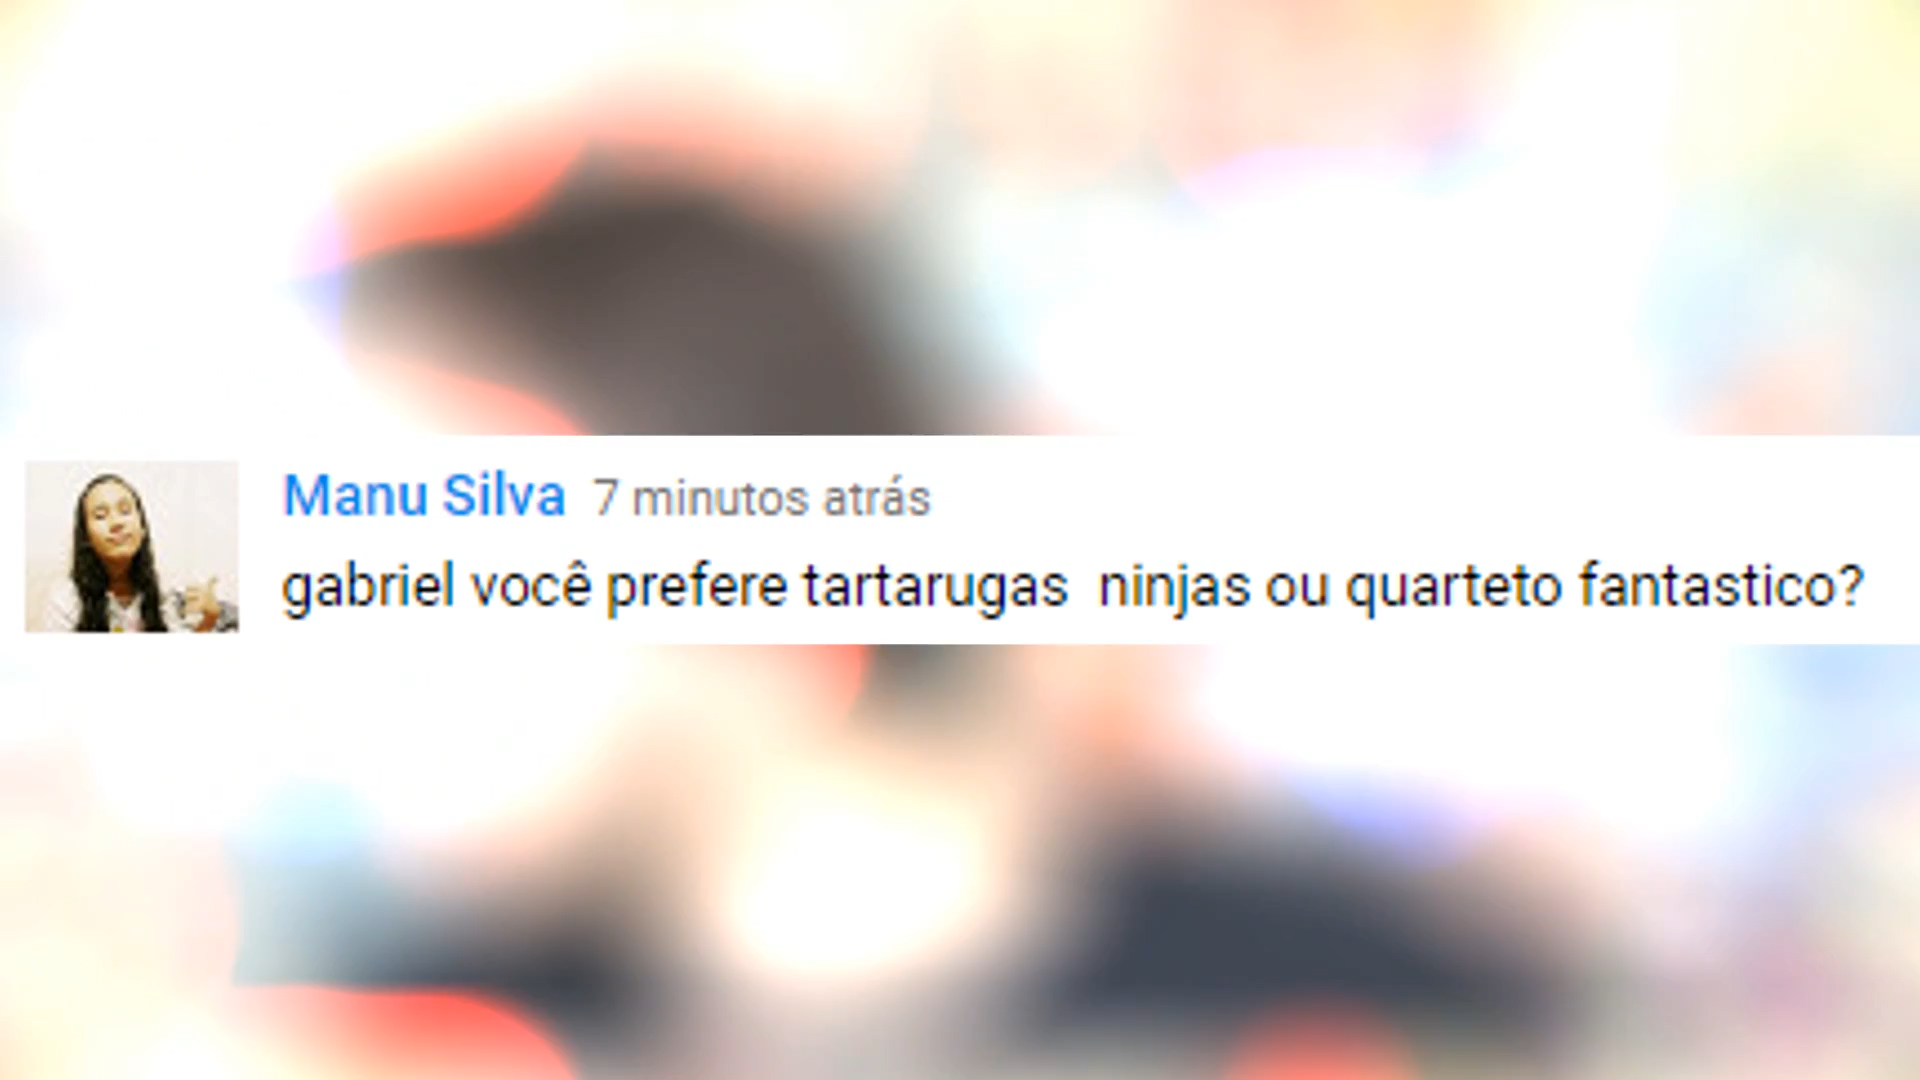 Manu Silva 7 minutos atrás
gabriel você prefere tartarugas  ninjas ou quarteto fantastico?